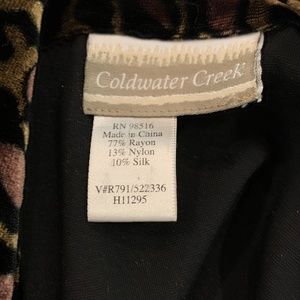 Coldwater Creek
RN 98516
Made in China
77% Rayon
13% Nylon
10% Silk
V#R791/522336
H11295